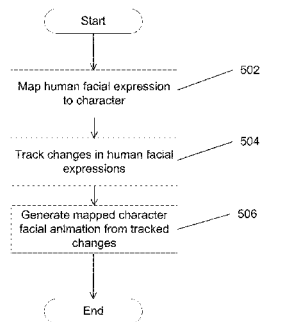 Start
502
Map human facial expression
to character
504
Track changes in human facial
expressions
506
Generate mapped character
facial animation from tracked
changes
End